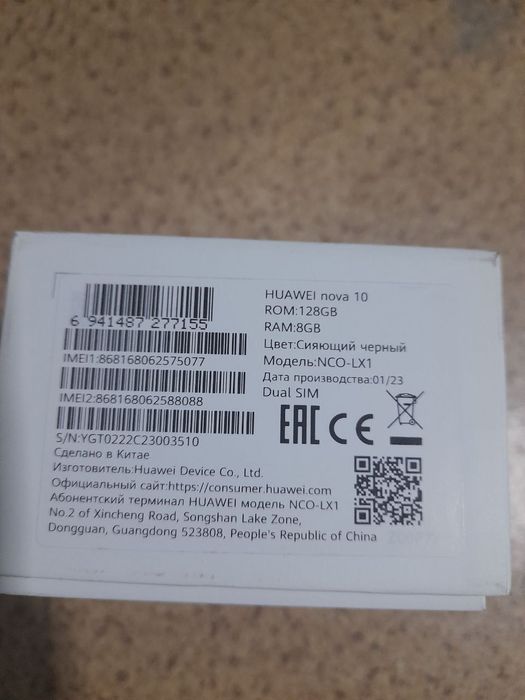 6 941487 277155
IMEI1:868168062575077
IMEI2:868168062588088
S/N:YGT0222C23003510
HUAWEI nova 10
ROM:128GB
RAM:8GB
Цвет:Сияющий черный
Модель:NCO-LX1
Дата производства:01/23
Dual SIM
EAC CE
Сделано в Китае
Изготовитель:Huawei Device Co., Ltd.
Официальный сайт:https://consumer.huawei.com
Абонентский терминал HUAWEI модель NCO-LX1
No.2 of Xincheng Road, Songshan Lake Zone,
Dongguan, Guangdong 523808, People's Republic of China